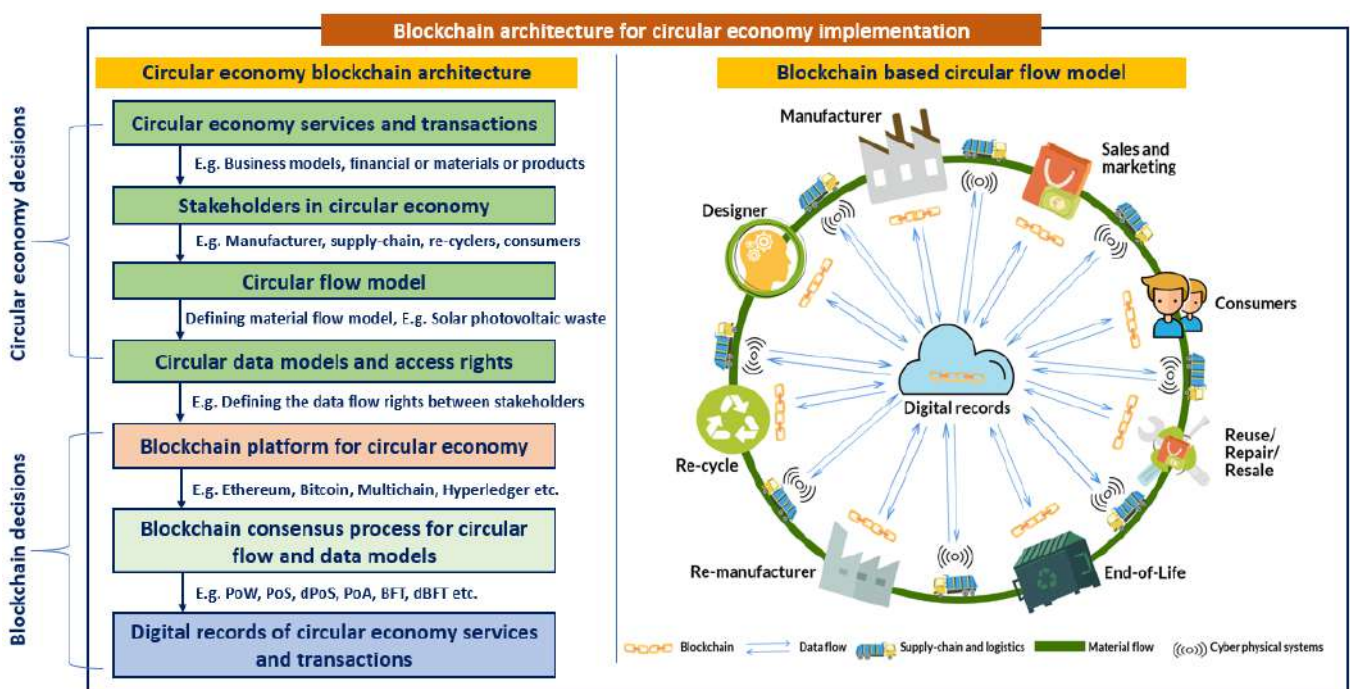 Blockchain architecture for circular economy implementation
Circular economy blockchain architecture
Circular economy decisions
Circular economy services and transactions
E.g. Business models, financial or materials or products
Stakeholders in circular economy
E.g. Manufacturer, supply-chain, re-cyclers, consumers
Circular flow model
Defining material flow model, E.g. Solar photovoltaic waste
Circular data models and access rights
E.g. Defining the data flow rights between stakeholders
Blockchain decisions
Blockchain platform for circular economy
E.g. Ethereum, Bitcoin, Multichain, Hyperledger etc.
Blockchain consensus process for circular
flow and data models
E.g. PoW, PoS, dPoS, PoA, BFT, dBFT etc.
Digital records of circular economy services
and transactions
Blockchain based circular flow model
Manufacturer
Sales and
marketing
Designer
Consumers
Digital records
Re-cycle
Reuse/
Repair/
Resale
Re-manufacturer
End-of-Life
Blockchain
Data flow
Supply-chain and logistics
Material flow
Cyber physical systems